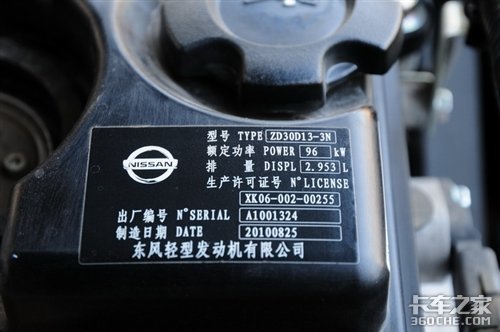 型号 TYPE ZD30D13-3N
额定功率 POWER 96 kW
排量 DISPL 2.953 L
生产许可证号 N° LICENSE
XK06-002-00255
NISSAN
出厂编号 N° SERIAL A1001324
制造日期 DATE 20100825
东风轻型发动机有限公司
卡车之家
360CHE.COM